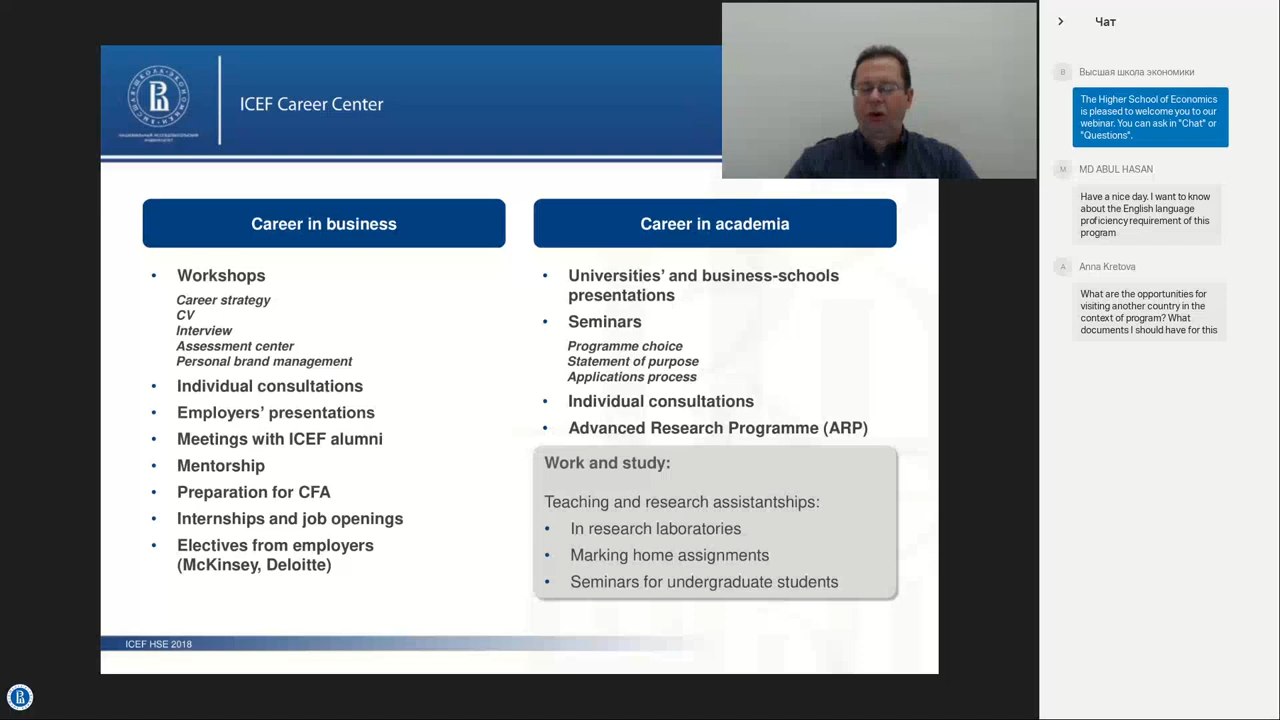 ICEF Career Center
Career in business
• Workshops
Career strategy
CV
Interview
Assessment center
Personal brand management
• Individual consultations
• Employers’ presentations
• Meetings with ICEF alumni
• Mentorship
• Preparation for CFA
• Internships and job openings
• Electives from employers
(McKinsey, Deloitte)
Career in academia
• Universities’ and business-schools
presentations
• Seminars
Programme choice
Statement of purpose
Applications process
• Individual consultations
• Advanced Research Programme (ARP)
Work and study:
Teaching and research assistantships:
• In research laboratories
• Marking home assignments
• Seminars for undergraduate students
ICEF HSE 2018
Чат
В
Высшая школа экономики
The Higher School of Economics
is pleased to welcome you to our
webinar. You can ask in "Chat" or
"Questions".
M
MD ABUL HASAN
Have a nice day. I want to know
about the English language
proficiency requirement of this
program
A
Anna Kretova
What are the opportunities for
visiting another country in the
context of program? What
documents I should have for this